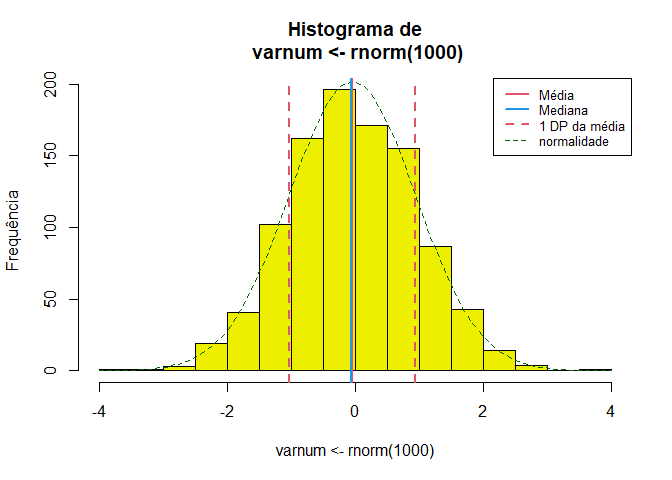 Histograma de
varnum <- rnorm(1000)
Média
Mediana
1 DP da média
normalidade
Frequência
200
150
100
50
0
-4
-2
0
2
4
varnum <- rnorm(1000)